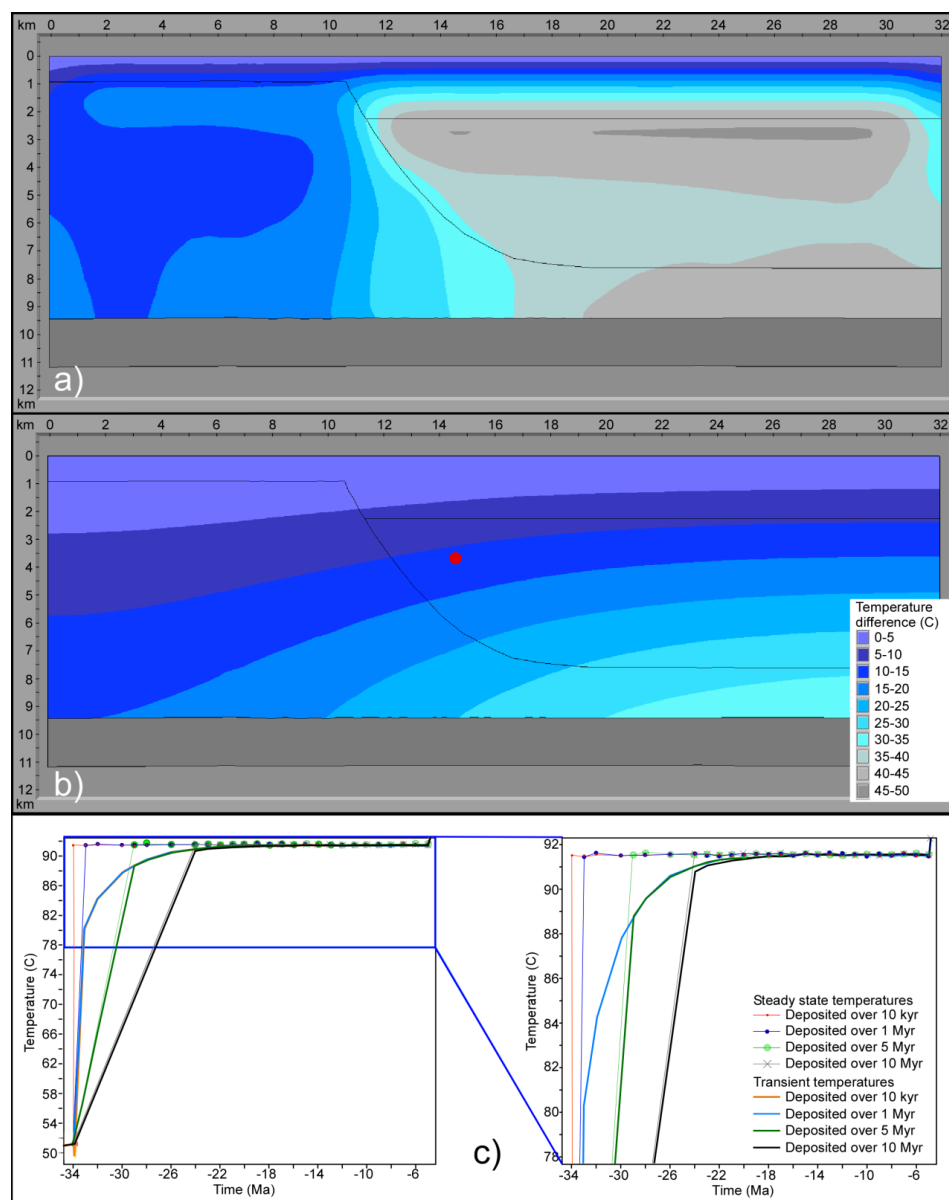 km 0 2 4 6 8 10 12 14 16 18 20 22 24 26 28 30 32
0
1
2
3
4
5
6
7
8
9
10
11
12
km
a)
km 0 2 4 6 8 10 12 14 16 18 20 22 24 26 28 30 32
0
1
2
3
4
5
6
7
8
9
10
11
12
km
b)
Temperature
difference (C)
0-5
5-10
10-15
15-20
20-25
25-30
30-35
35-40
40-45
45-50
Temperature (C)
90
86
82
78
74
70
66
62
58
54
50
-34 -30 -26 -22 -18 -14 -10 -6
Time (Ma)
c)
Temperature (C)
92
90
88
86
84
82
80
78
-34 -30 -26 -22 -18 -14 -10 -6
Time (Ma)
Steady state temperatures
Deposited over 10 kyr
Deposited over 1 Myr
Deposited over 5 Myr
Deposited over 10 Myr
Transient temperatures
Deposited over 10 kyr
Deposited over 1 Myr
Deposited over 5 Myr
Deposited over 10 Myr